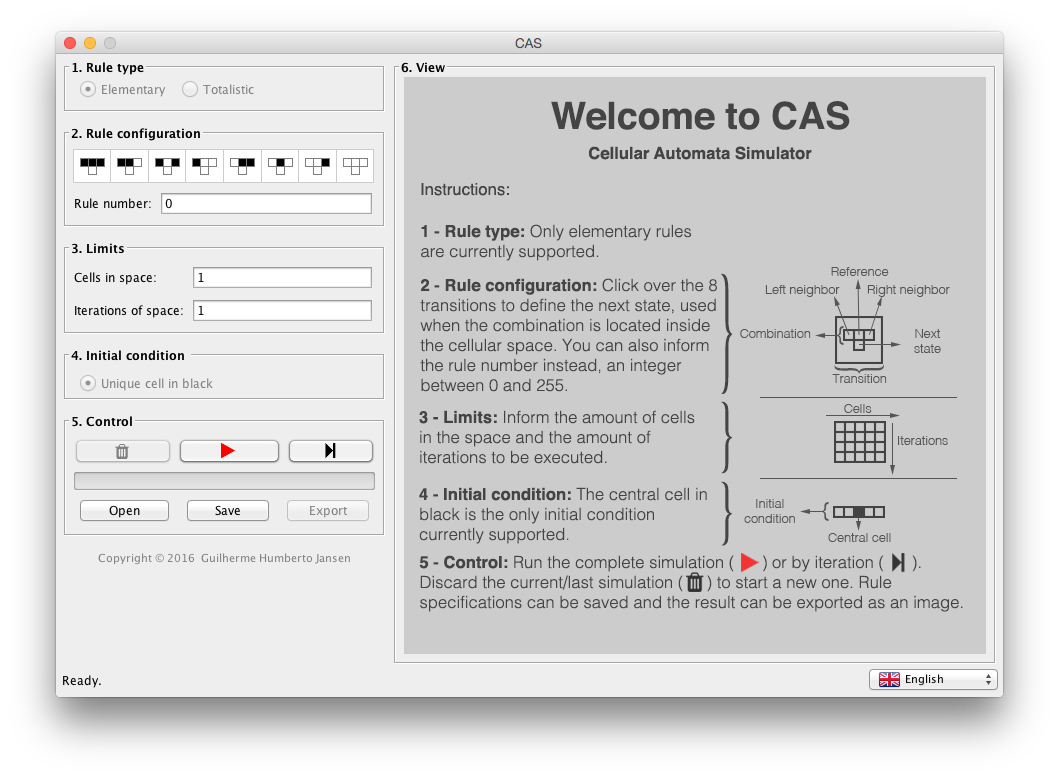 CAS
1. Rule type
Elementary
Totalistic
2. Rule configuration
Rule number:
0
3. Limits
Cells in space:
1
Iterations of space:
1
4. Initial condition
Unique cell in black
5. Control
Open
Save
Export
Copyright © 2016 Guilherme Humberto Jansen
6. View
Welcome to CAS
Cellular Automata Simulator
Instructions:
1 - Rule type: Only elementary rules
are currently supported.
2 - Rule configuration: Click over the 8
transitions to define the next state, used
when the combination is located inside
the cellular space. You can also inform
the rule number instead, an integer
between 0 and 255.
Reference
Left neighbor
Right neighbor
Combination
Next
state
Transition
3 - Limits: Inform the amount of cells
in the space and the amount of
iterations to be executed.
Cells
Iterations
4 - Initial condition: The central cell in
black is the only initial condition
currently supported.
Initial
condition
Central cell
5 - Control: Run the complete simulation ( ) or by iteration ( ).
Discard the current/last simulation ( ) to start a new one. Rule
specifications can be saved and the result can be exported as an image.
Ready.
English